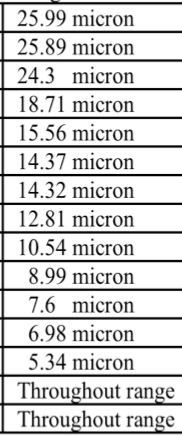 25.99 micron
25.89 micron
24.3 micron
18.71 micron
15.56 micron
14.37 micron
14.32 micron
12.81 micron
10.54 micron
8.99 micron
7.6 micron
6.98 micron
5.34 micron
Throughout range
Throughout range